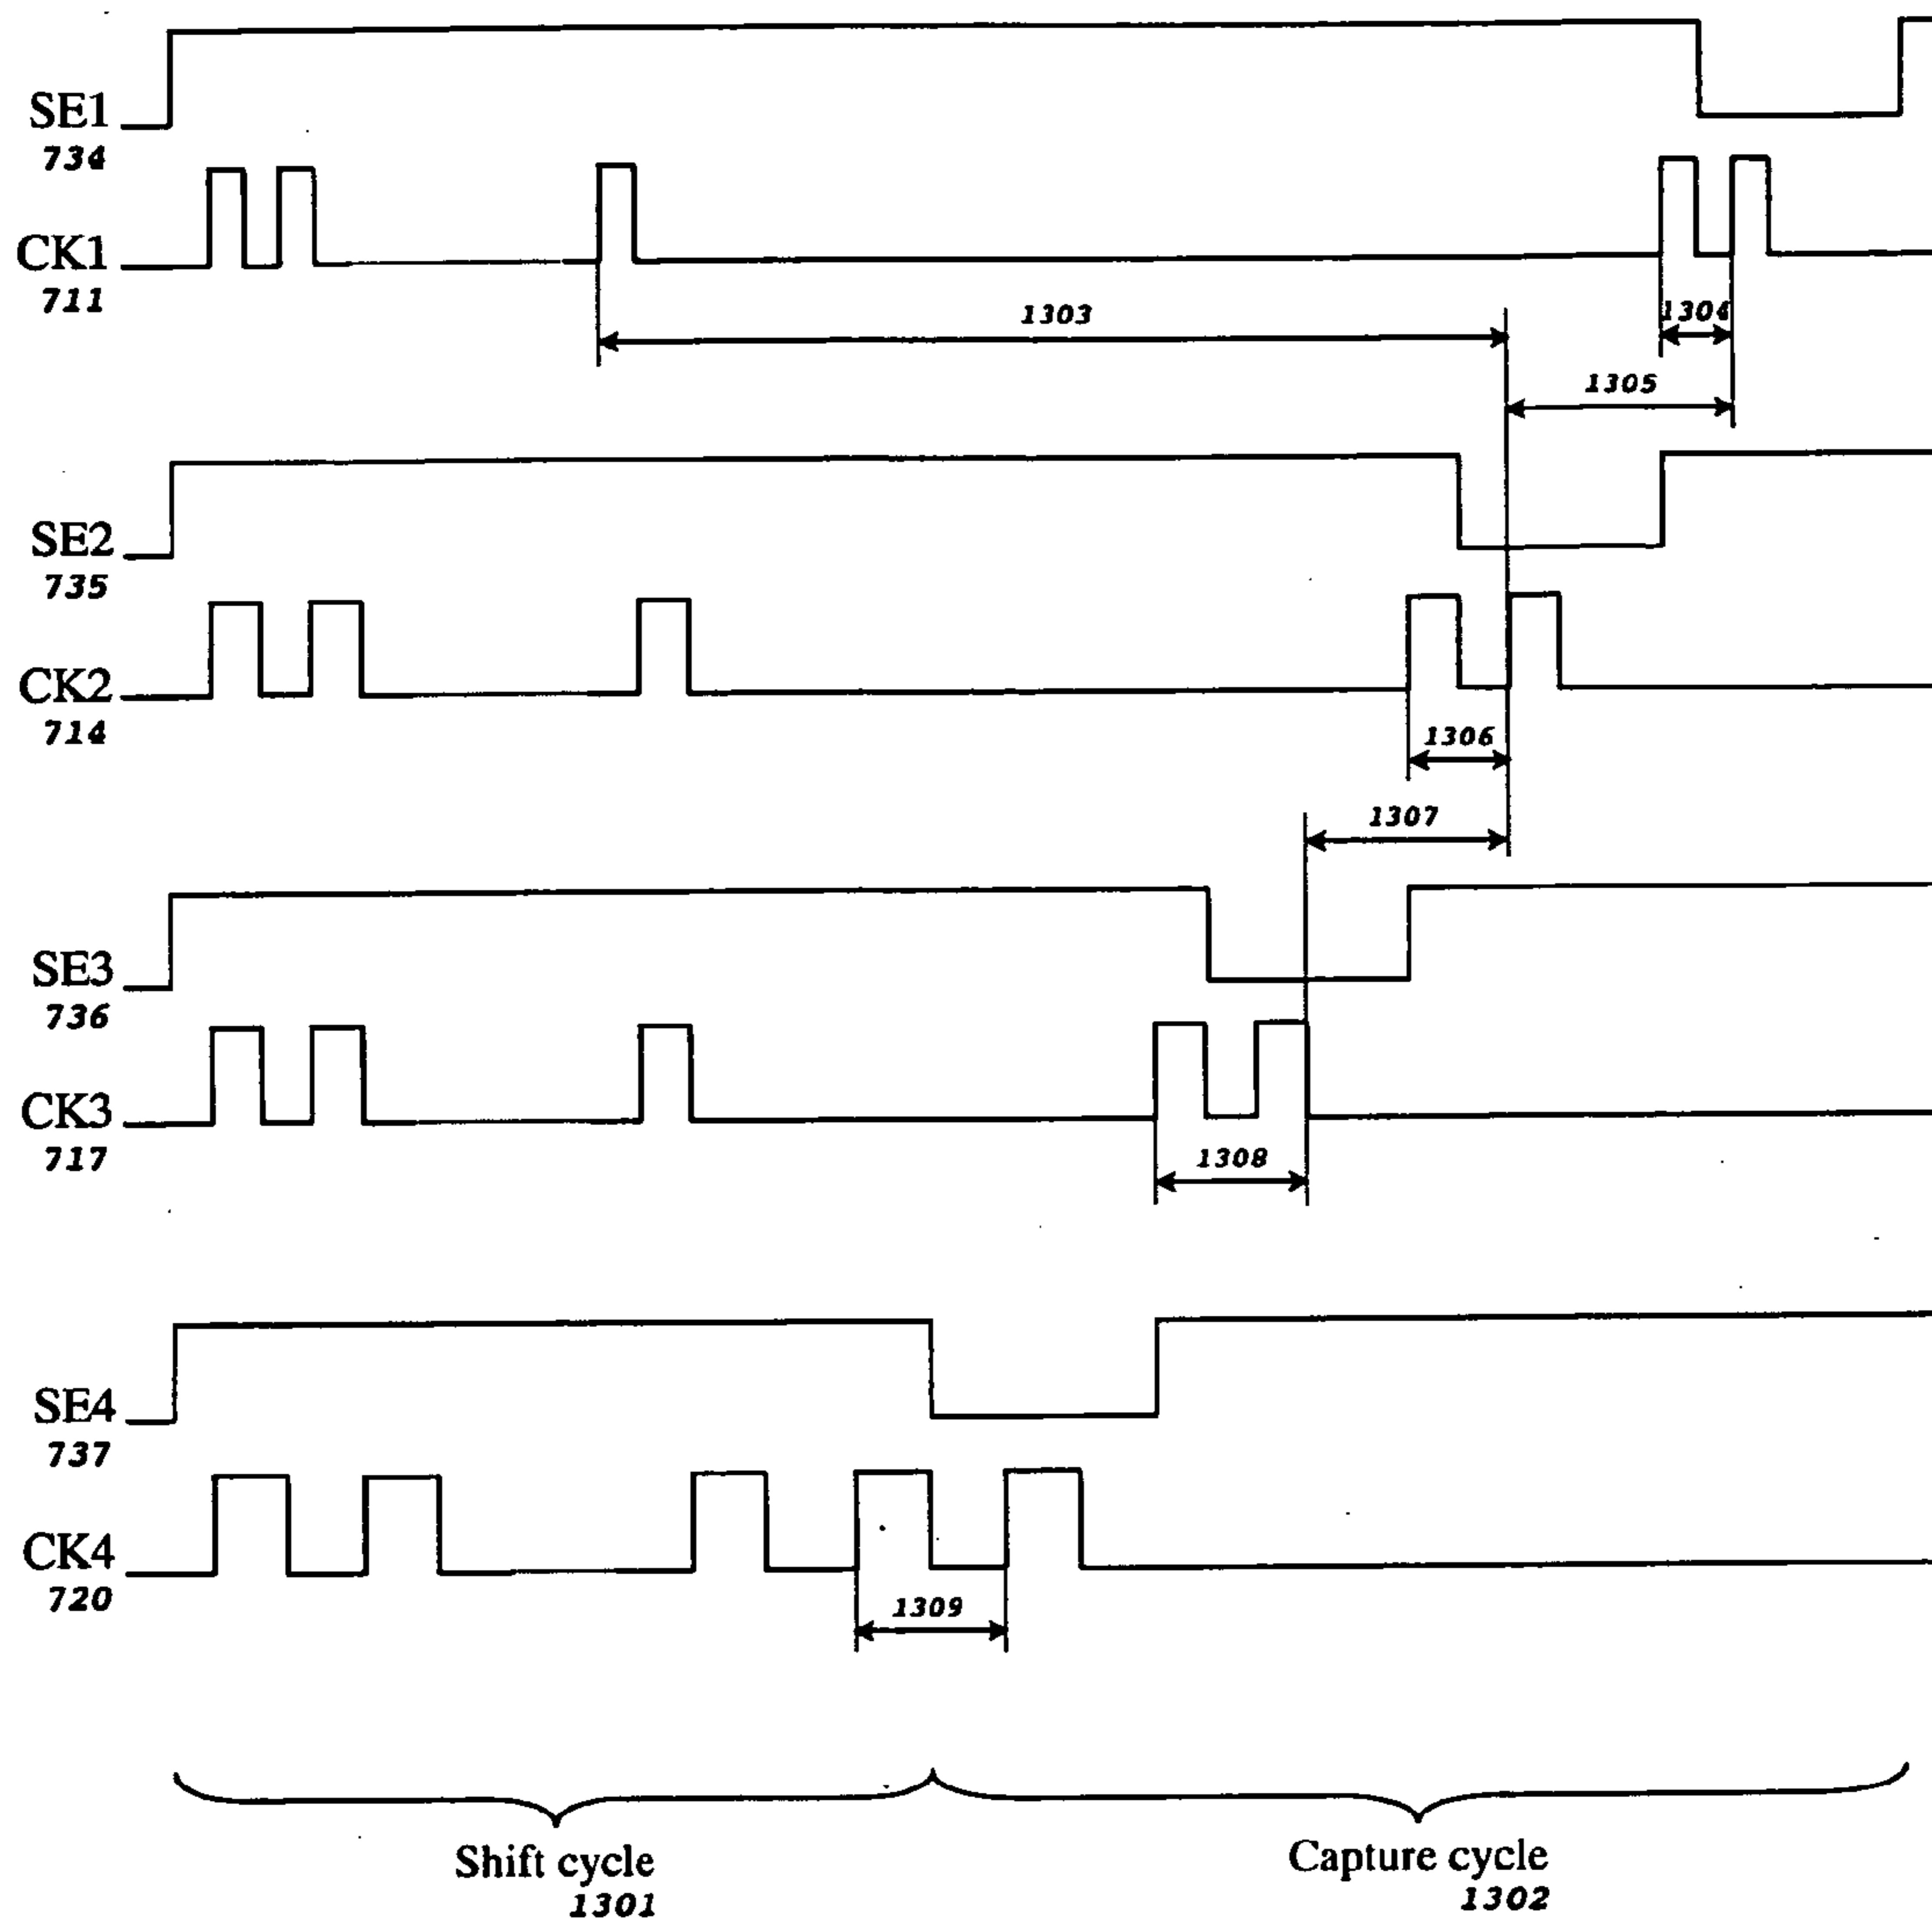 SE1
734
CK1
711
1303
1304
1305
SE2
735
CK2
714
1306
1307
SE3
736
CK3
717
1308
SE4
737
CK4
720
1309
Shift cycle
1301
Capture cycle
1302